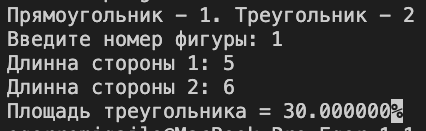 Прямоугольник - 1. Треугольник - 2
Введите номер фигуры: 1
Длинна стороны 1: 5
Длинна стороны 2: 6
Площадь треугольника = 30.000000%